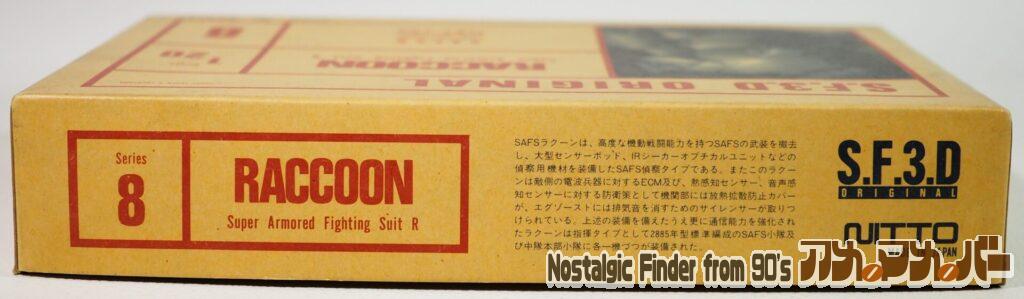 S.F.3D ORIGINAL
RACCOON
120
8
Series
8
RACCOON
Super Armored Fighting Suit R
SAFSラクーンは、高度な機動戦闘能力を持つSAFSの武装を撤去
し、大型センサーポッド、IRシーカーオプチカルユニットなどの
偵察用機材を装備したSAFS偵察タイプである。またこのラクー
ンは敵側の電波兵器に対するECM及び、熱感知センサー、音声感
知センサーに対する防衛策として機関部には放熱拡散防止カバー
が、エグゾーストには排気音を消すためのサイレンサーが取りつ
けられている。上述の装備を備えたうえ更に通信能力を強化され
たラクーンは指揮タイプとして2885年型標準編成のSAFS小隊及
び中隊本部小隊に各一機づつが装備された。
S.F.3.D
ORIGINAL
NITTO
JAPAN
Nostalgic Finder from 90's アカ・マカ・バー